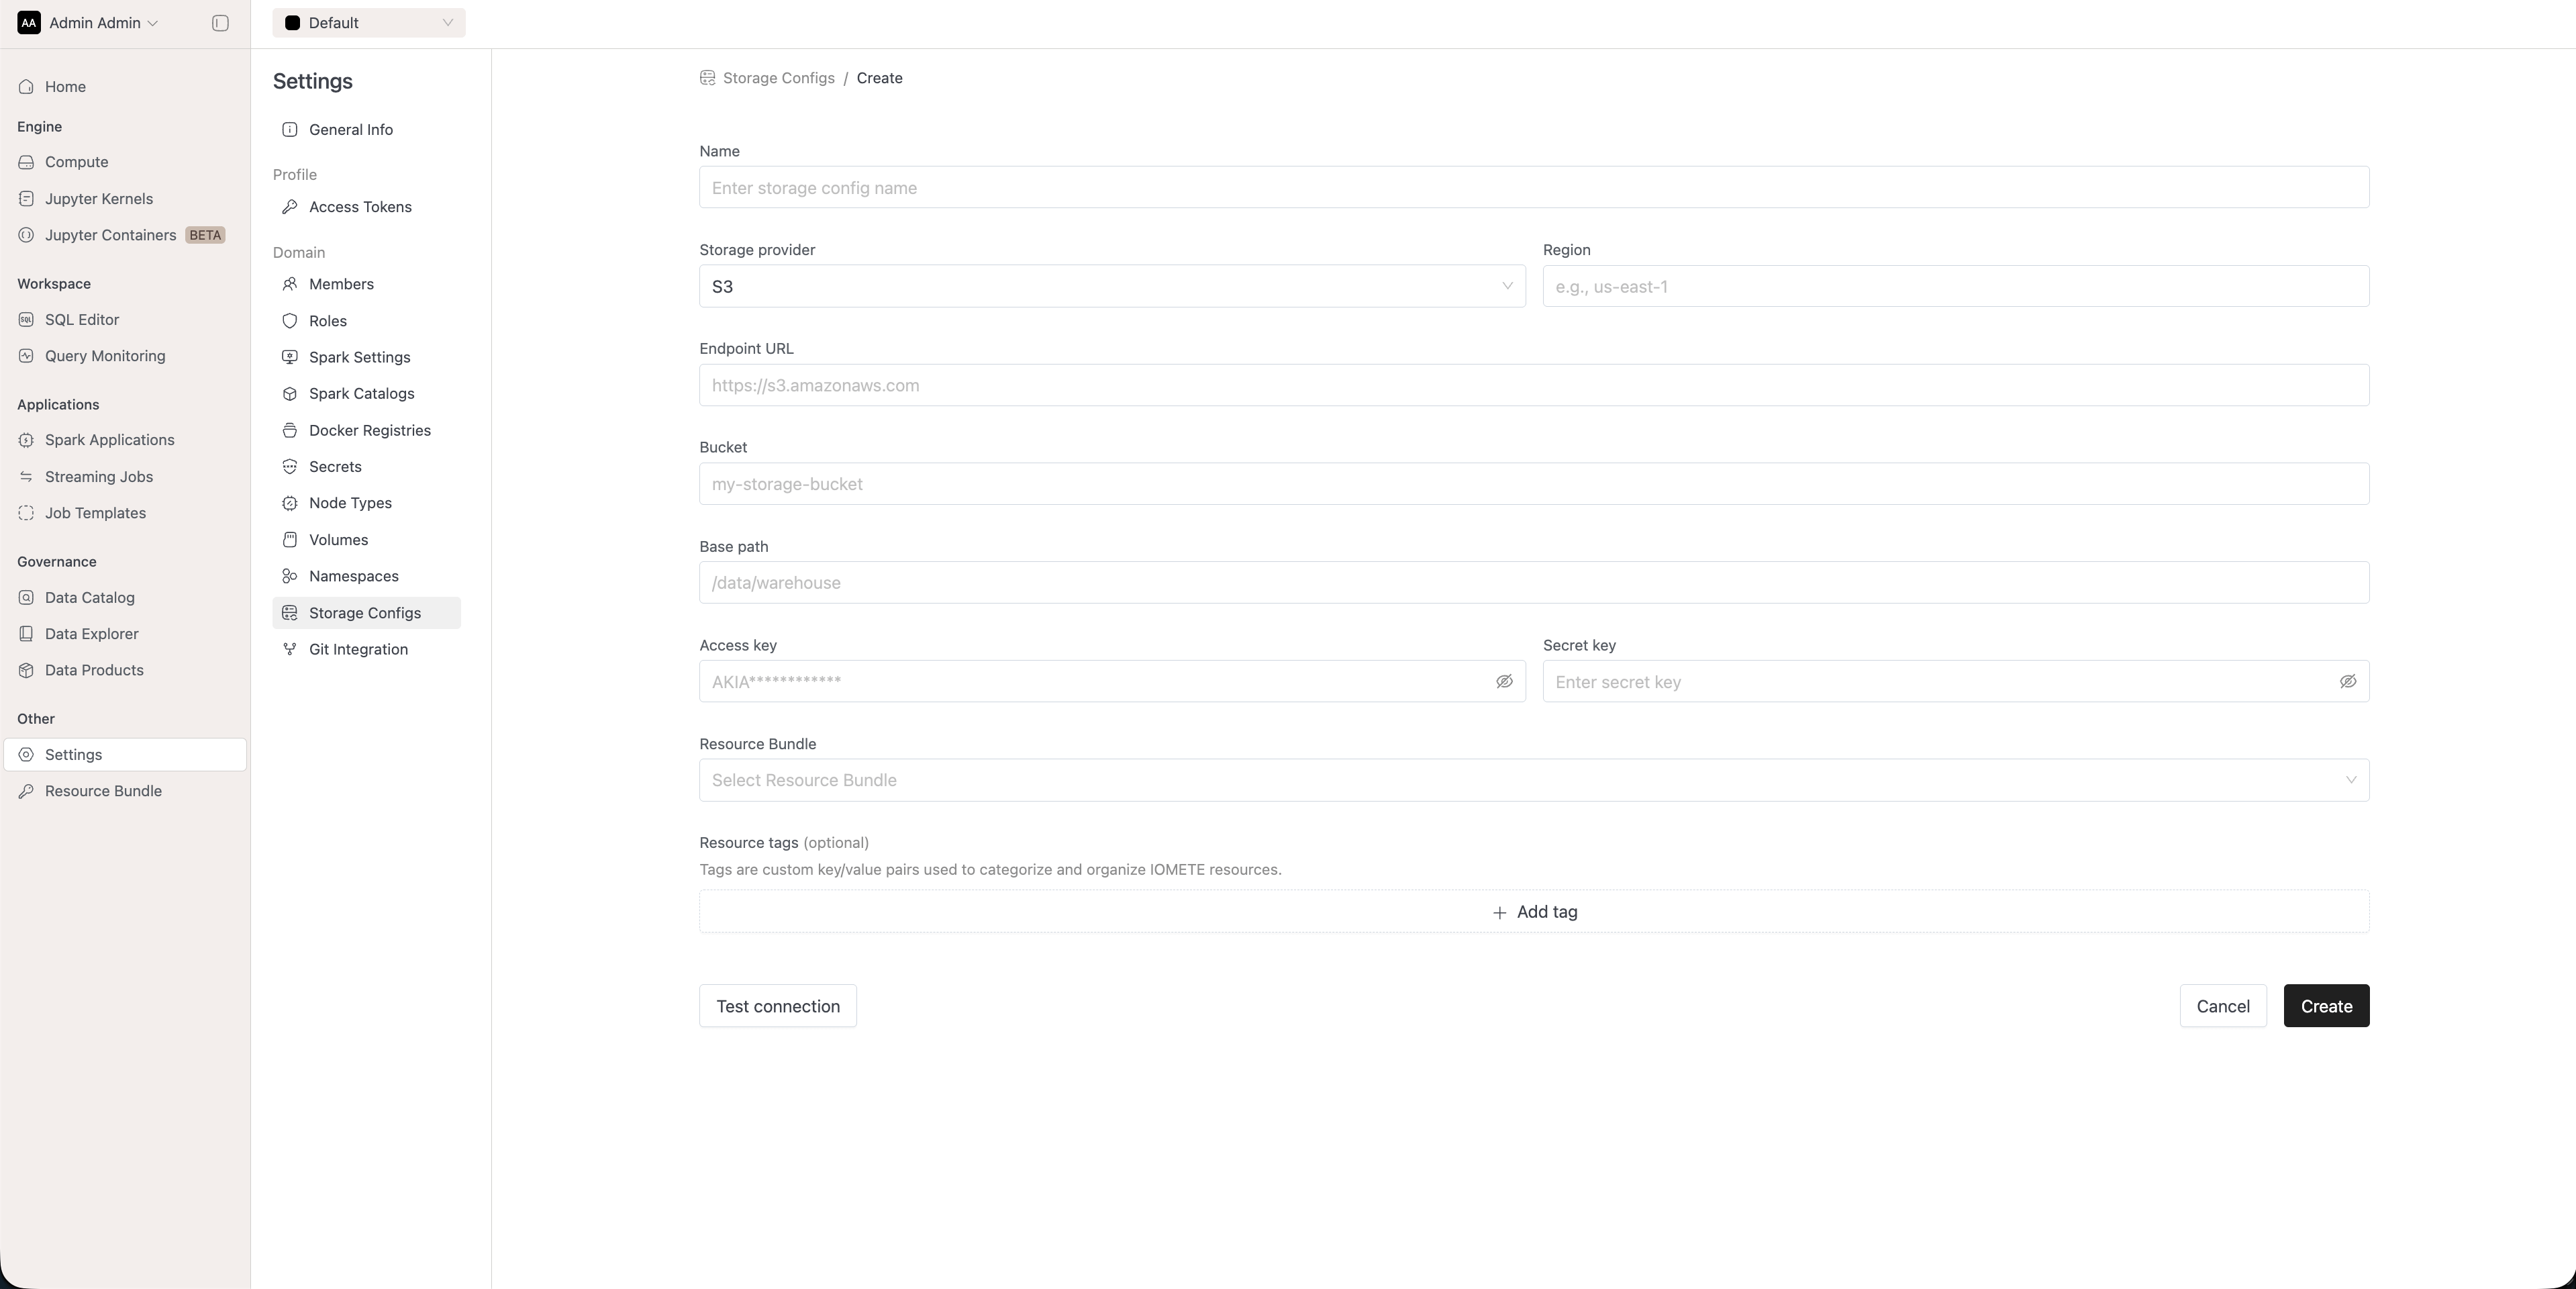 AA Admin Admin
Default
Home
Engine
Compute
Jupyter Kernels
Jupyter Containers BETA
Workspace
SQL Editor
Query Monitoring
Applications
Spark Applications
Streaming Jobs
Job Templates
Governance
Data Catalog
Data Explorer
Data Products
Other
Settings
Resource Bundle
Settings
General Info
Profile
Access Tokens
Domain
Members
Roles
Spark Settings
Spark Catalogs
Docker Registries
Secrets
Node Types
Volumes
Namespaces
Storage Configs
Git Integration
Storage Configs / Create
Name
Enter storage config name
Storage provider
S3
Region
e.g., us-east-1
Endpoint URL
https://s3.amazonaws.com
Bucket
my-storage-bucket
Base path
/data/warehouse
Access key
AKIA************
Secret key
Enter secret key
Resource Bundle
Select Resource Bundle
Resource tags (optional)
Tags are custom key/value pairs used to categorize and organize IOMETE resources.
Add tag
Test connection
Cancel
Create